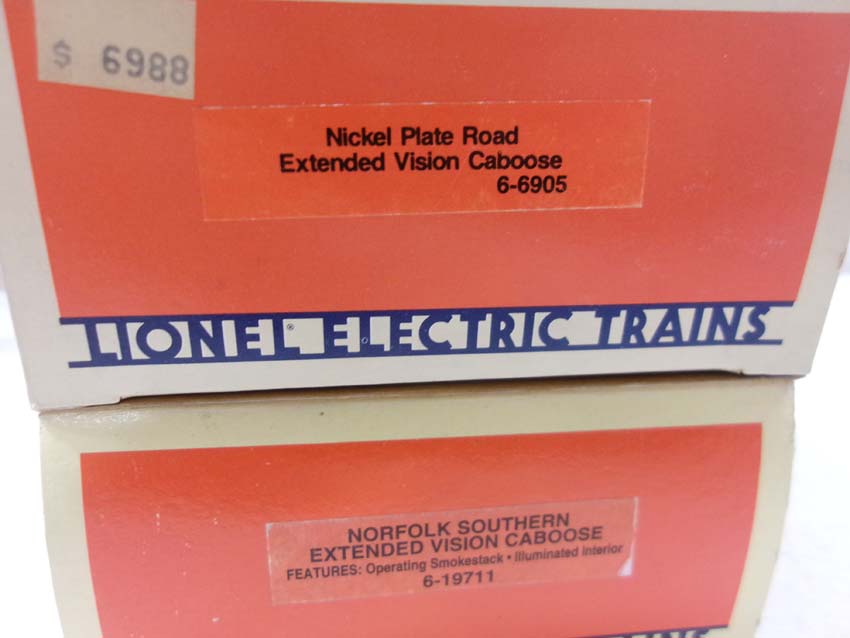 $ 6988
Nickel Plate Road
Extended Vision Caboose
6-6905
LIONEL® ELECTRIC TRAINS
NORFOLK SOUTHERN
EXTENDED VISION CABOOSE
FEATURES: Operating Smokestack • Illuminated Interior
6-19711